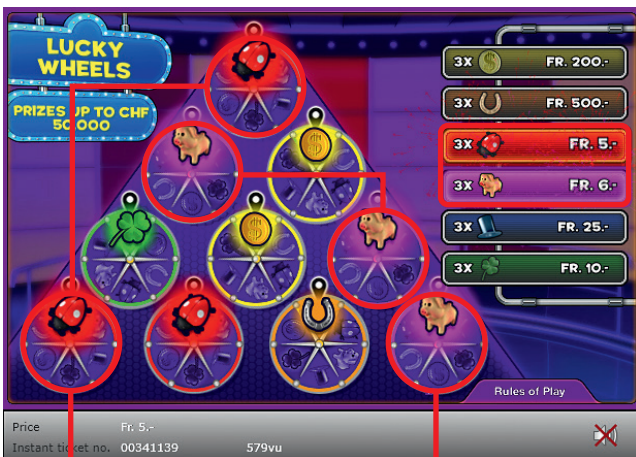 LUCKY
WHEELS
PRIZES UP TO CHF
50'000
3X FR. 200.-
3X FR. 500.-
3X FR. 5.-
3X FR. 6.-
3X FR. 25.-
3X FR. 10.-
Rules of Play
Price Fr. 5.-
Instant ticket no. 00341139 579vu